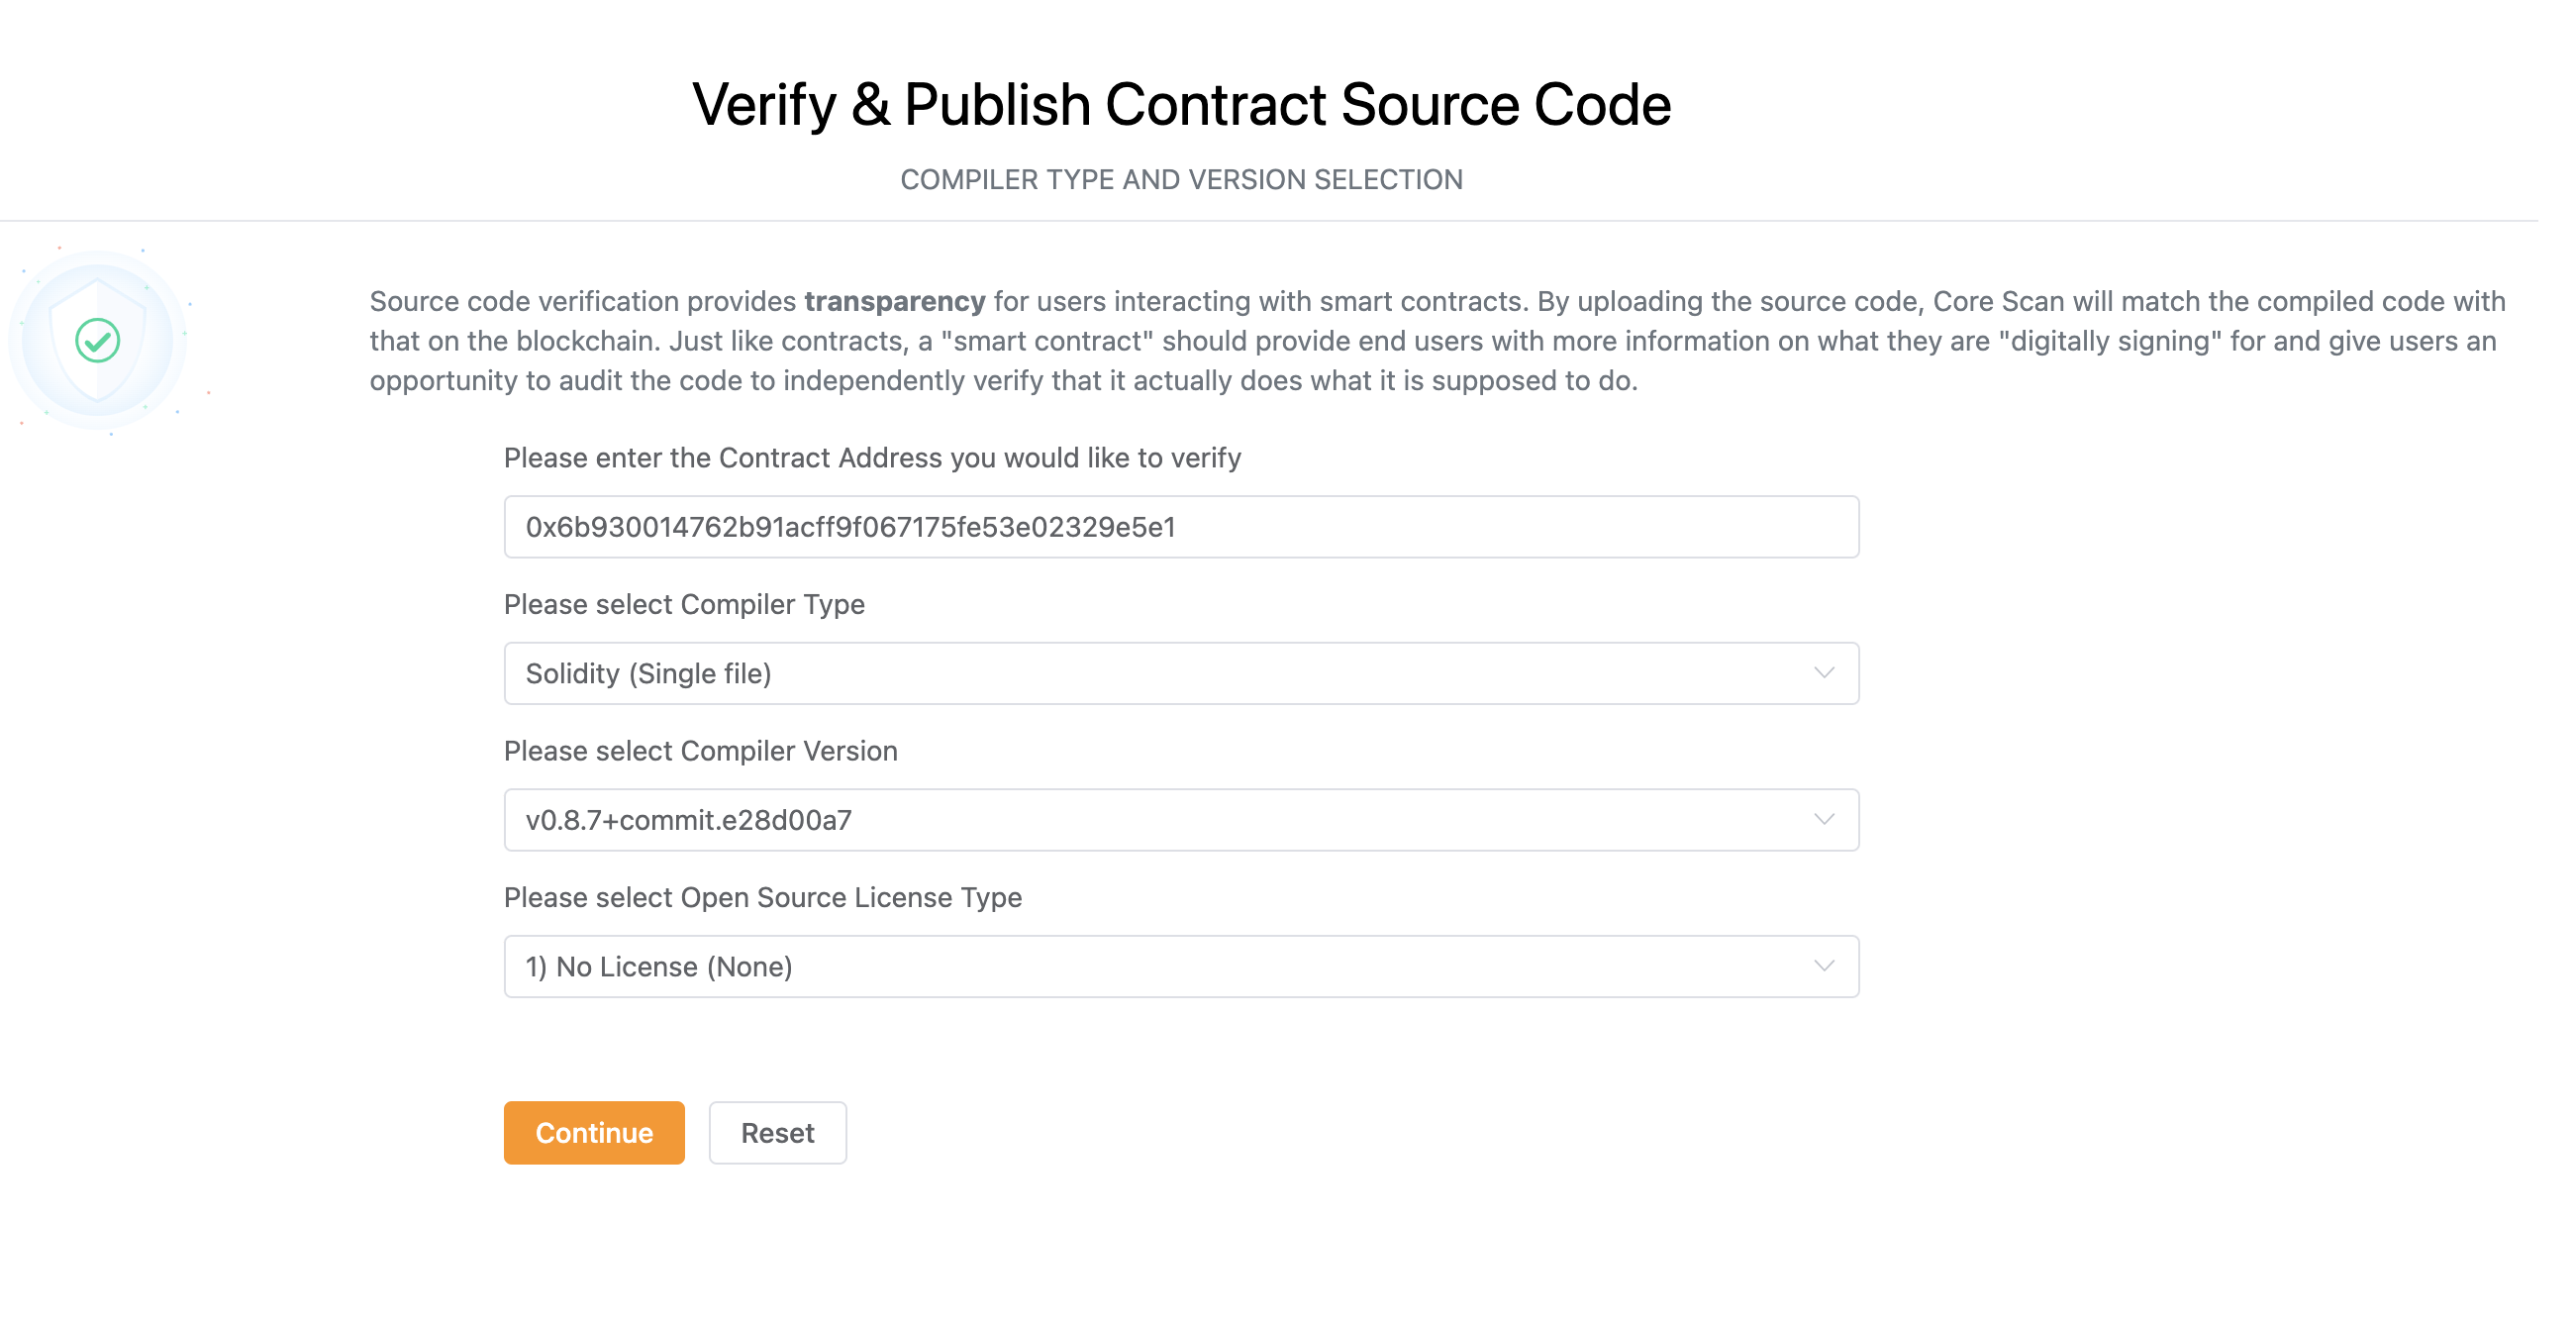 Verify & Publish Contract Source Code
COMPILER TYPE AND VERSION SELECTION
Source code verification provides transparency for users interacting with smart contracts. By uploading the source code, Core Scan will match the compiled code with
that on the blockchain. Just like contracts, a "smart contract" should provide end users with more information on what they are "digitally signing" for and give users an
opportunity to audit the code to independently verify that it actually does what it is supposed to do.
Please enter the Contract Address you would like to verify
0x6b930014762b91acff9f067175fe53e02329e5e1
Please select Compiler Type
Solidity (Single file)
Please select Compiler Version
v0.8.7+commit.e28d00a7
Please select Open Source License Type
1) No License (None)
Continue
Reset